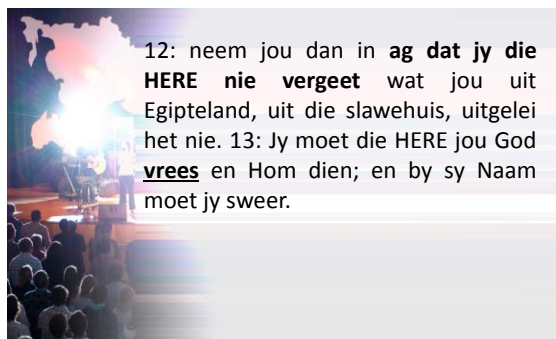 12: neem jou dan in ag dat jy die
HERE nie vergeet wat jou uit
Egipteland, uit die slawehuis, uitgelei
het nie. 13: Jy moet die HERE jou God
vrees en Hom dien; en by sy Naam
moet jy sweer.